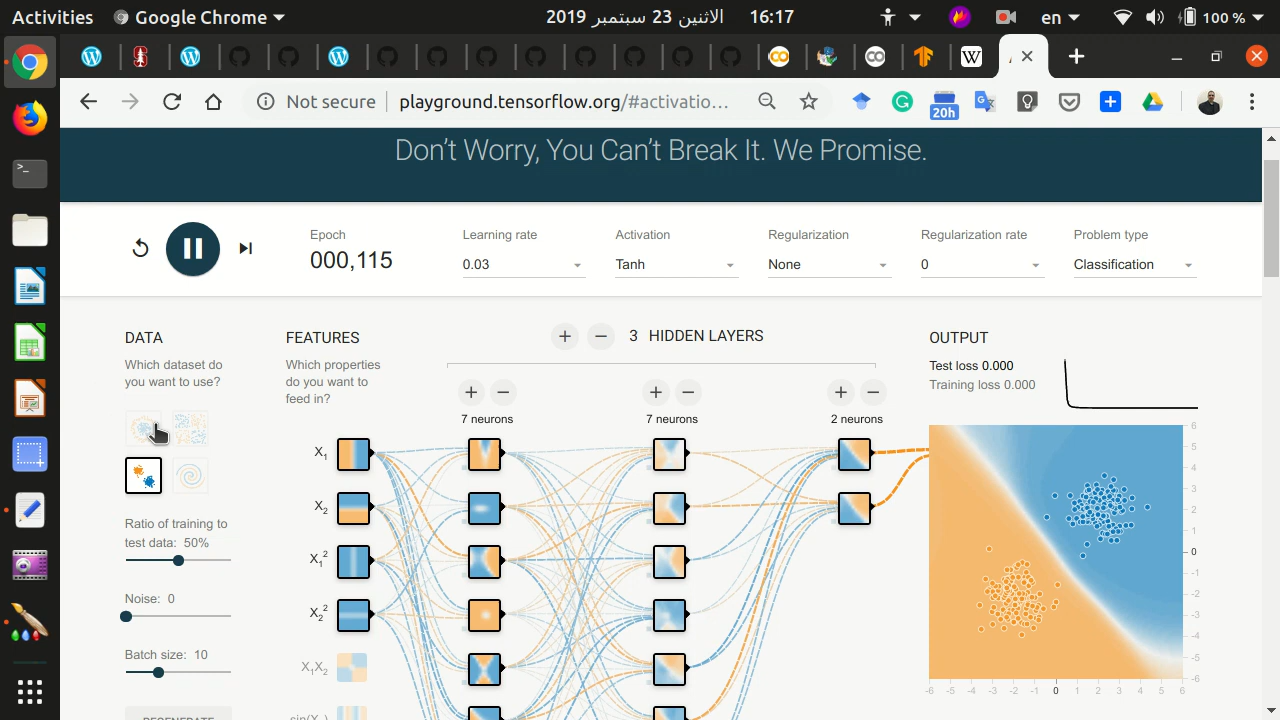 Activities Google Chrome الاثنين 23 سبتمبر 2019 16:17 en 100 %
Not secure playground.tensorflow.org/#activatio… 20h
Don't Worry, You Can't Break It. We Promise.
Epoch
000,115
Learning rate
0.03
Activation
Tanh
Regularization
None
Regularization rate
0
Problem type
Classification
DATA
Which dataset do
you want to use?
Ratio of training to
test data: 50%
Noise: 0
Batch size: 10
FEATURES
Which properties
do you want to
feed in?
X₁
X₂
X₁²
X₂²
X₁X₂
+ − 3 HIDDEN LAYERS
+ −
7 neurons
+ −
7 neurons
+ −
2 neurons
OUTPUT
Test loss 0.000
Training loss 0.000
6
5
4
3
2
1
0
-1
-2
-3
-4
-5
-6
-6 -5 -4 -3 -2 -1 0 1 2 3 4 5 6